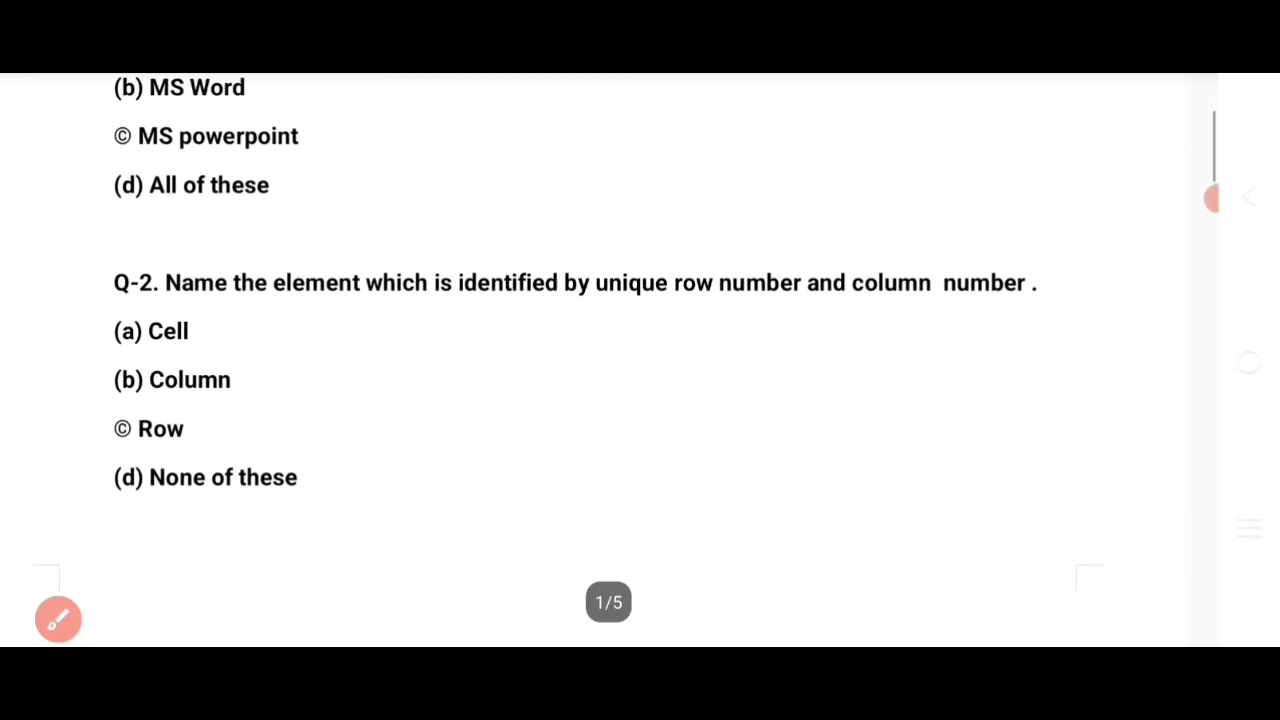 (b) MS Word
© MS powerpoint
(d) All of these
Q-2. Name the element which is identified by unique row number and column  number .
(a) Cell
(b) Column
© Row
(d) None of these
1/5